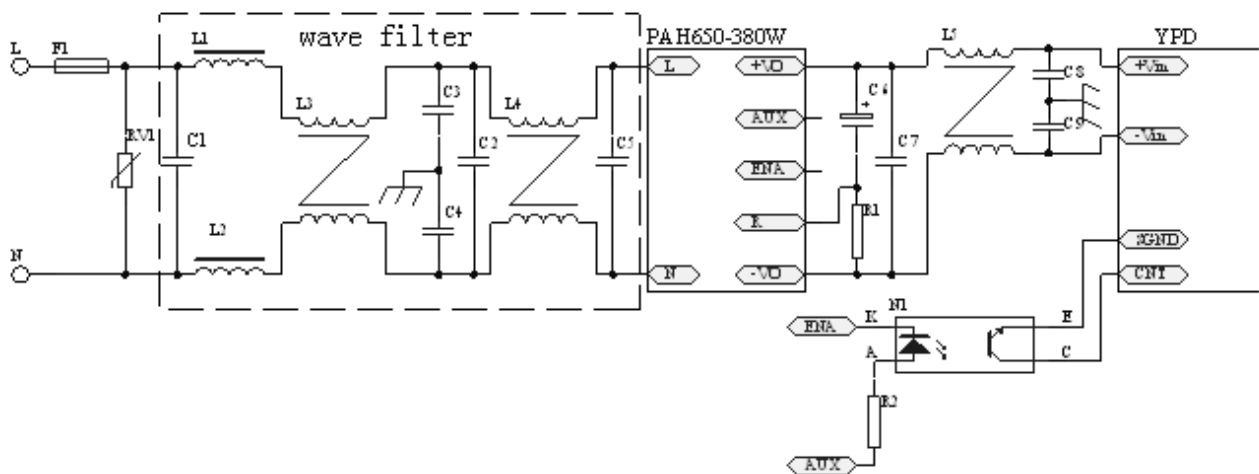 L1
wave filter
PAH650-380W
L5
YPD
L
F1
L
+VO
+Vin
C3
C6
+
C8
L3
L4
AUX
C9
RV1
C1
C2
C5
C7
-Vin
ENA
R
R1
C4
L2
SGND
N
N
-VO
CNT
N1
ENA
K
E
A
C
R2
AUX